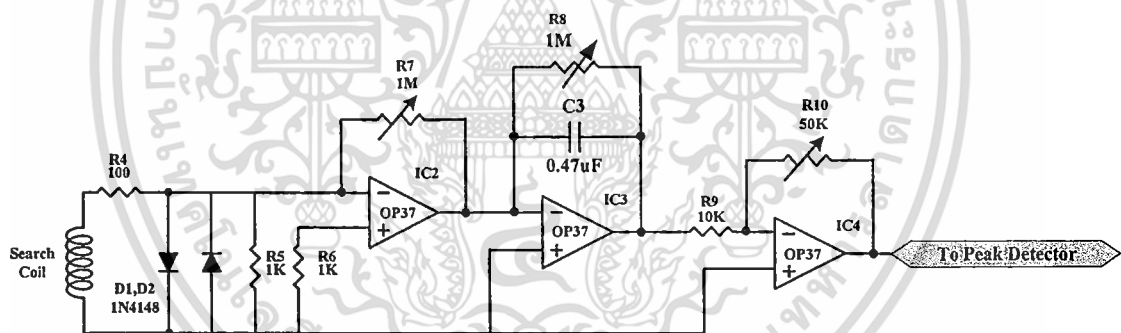 R8
1M
R7
1M
C3
0.47uF
R10
50K
R4
100
IC2
OP37
IC3
OP37
R9
10K
IC4
OP37
Search
Coil
D1,D2
1N4148
R5
1K
R6
1K
To Peak Detector